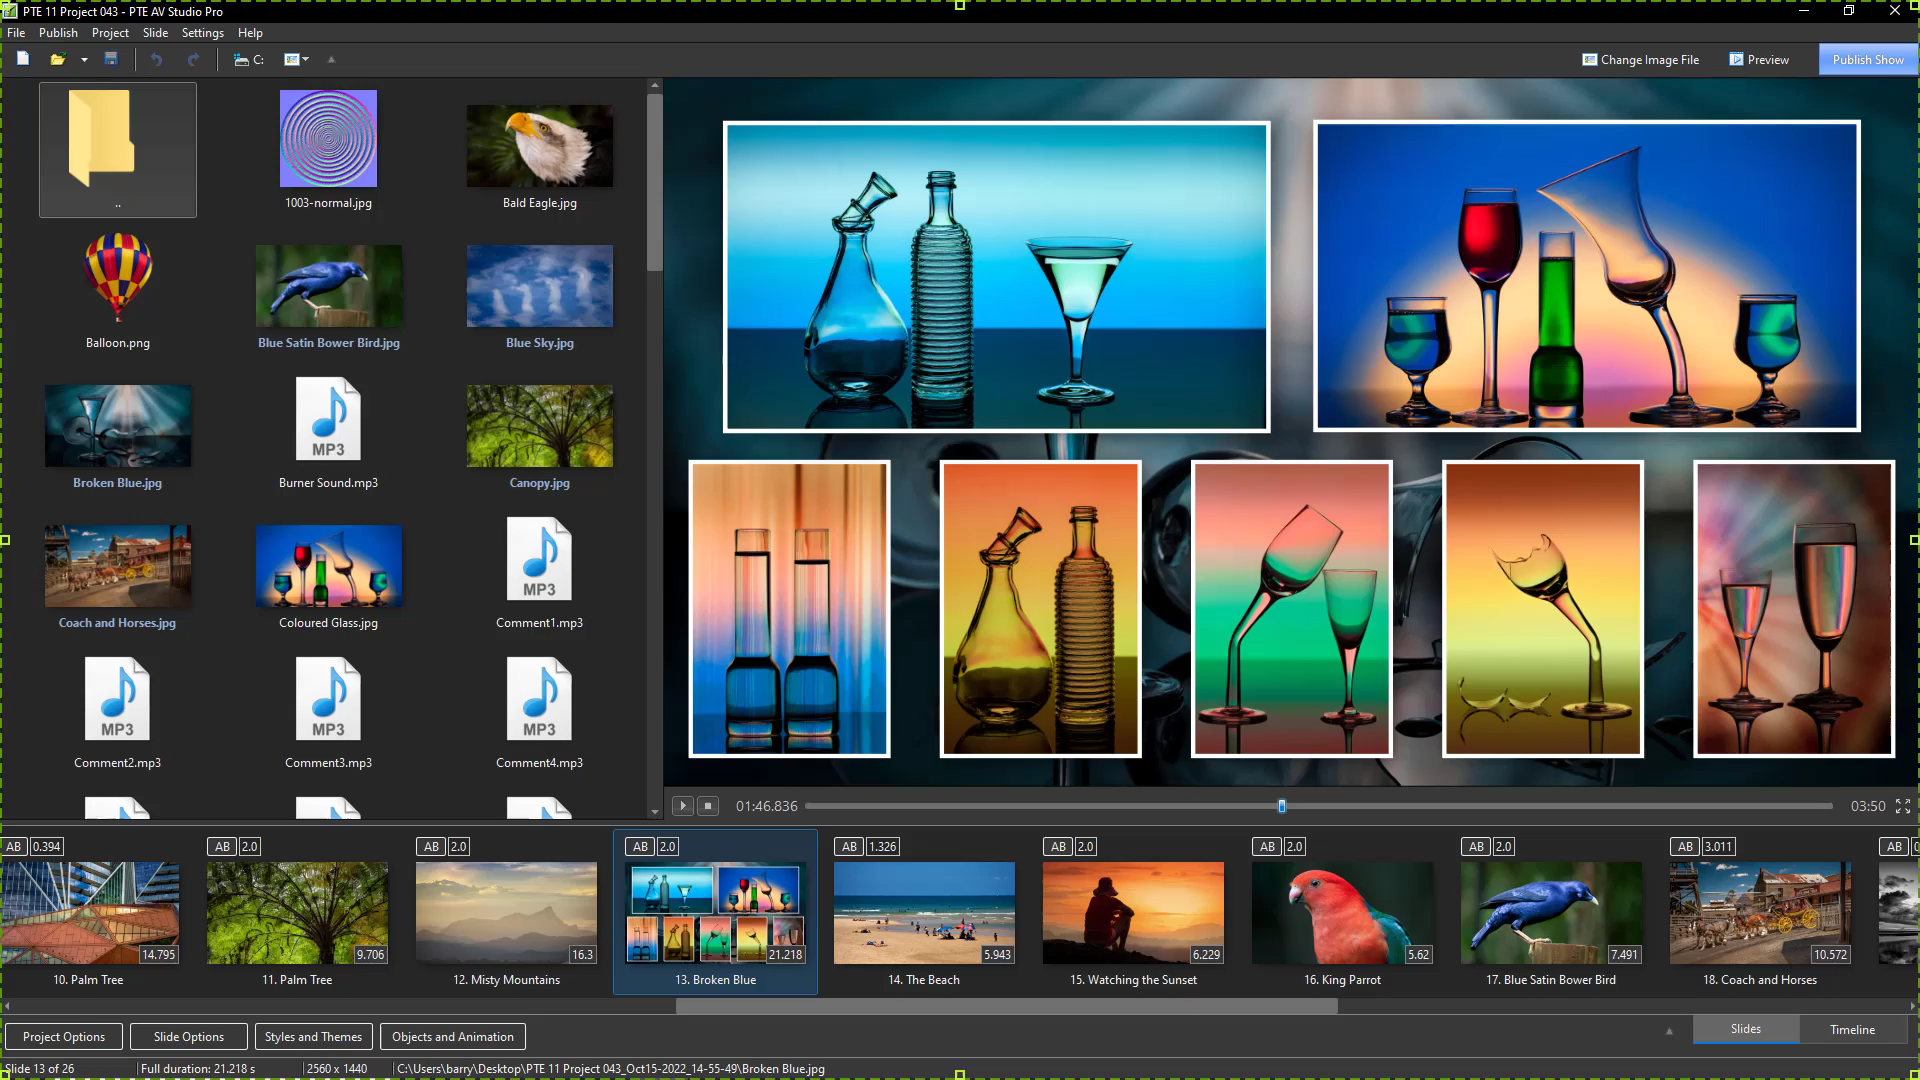 PTE 11 Project 043 - PTE AV Studio Pro
File Publish Project Slide Settings Help
C: Change Image File Preview Publish Show
..
1003-normal.jpg
Bald Eagle.jpg
Balloon.png
Blue Satin Bower Bird.jpg
Blue Sky.jpg
Broken Blue.jpg
MP3
Burner Sound.mp3
Canopy.jpg
Coach and Horses.jpg
Coloured Glass.jpg
MP3
Comment1.mp3
MP3
Comment2.mp3
MP3
Comment3.mp3
MP3
Comment4.mp3
01:46.836 03:50
AB 0.394
14.795
10. Palm Tree
AB 2.0
9.706
11. Palm Tree
AB 2.0
16.3
12. Misty Mountains
AB 2.0
21.218
13. Broken Blue
AB 1.326
5.943
14. The Beach
AB 2.0
6.229
15. Watching the Sunset
AB 2.0
5.62
16. King Parrot
AB 2.0
7.491
17. Blue Satin Bower Bird
AB 3.011
10.572
18. Coach and Horses
AB
Project Options Slide Options Styles and Themes Objects and Animation Slides Timeline
Slide 13 of 26 Full duration: 21.218 s 2560 x 1440 C:\Users\barry\Desktop\PTE 11 Project 043_Oct15-2022_14-55-49\Broken Blue.jpg